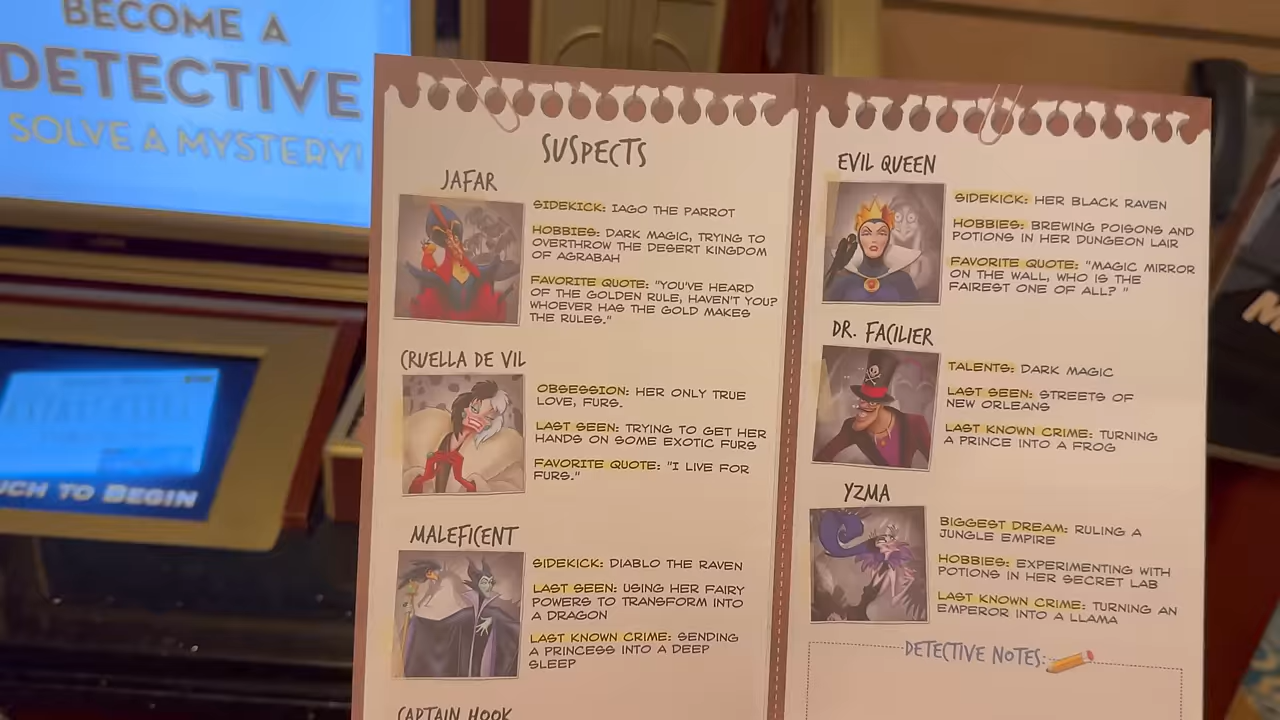 BECOME A
DETECTIVE
SOLVE A MYSTERY!
TOUCH TO BEGIN
SUSPECTS
JAFAR
SIDEKICK: IAGO THE PARROT
HOBBIES: DARK MAGIC, TRYING TO
OVERTHROW THE DESERT KINGDOM
OF AGRABAH
FAVORITE QUOTE: "YOU'VE HEARD
OF THE GOLDEN RULE, HAVEN'T YOU?
WHOEVER HAS THE GOLD MAKES
THE RULES."
CRUELLA DE VIL
OBSESSION: HER ONLY TRUE
LOVE, FURS.
LAST SEEN: TRYING TO GET HER
HANDS ON SOME EXOTIC FURS
FAVORITE QUOTE: "I LIVE FOR
FURS."
MALEFICENT
SIDEKICK: DIABLO THE RAVEN
LAST SEEN: USING HER FAIRY
POWERS TO TRANSFORM INTO
A DRAGON
LAST KNOWN CRIME: SENDING
A PRINCESS INTO A DEEP
SLEEP
CAPTAIN HOOK
EVIL QUEEN
SIDEKICK: HER BLACK RAVEN
HOBBIES: BREWING POISONS AND
POTIONS IN HER DUNGEON LAIR
FAVORITE QUOTE: "MAGIC MIRROR
ON THE WALL, WHO IS THE
FAIREST ONE OF ALL? "
DR. FACILIER
TALENTS: DARK MAGIC
LAST SEEN: STREETS OF
NEW ORLEANS
LAST KNOWN CRIME: TURNING
A PRINCE INTO A FROG
YZMA
BIGGEST DREAM: RULING A
JUNGLE EMPIRE
HOBBIES: EXPERIMENTING WITH
POTIONS IN HER SECRET LAB
LAST KNOWN CRIME: TURNING AN
EMPEROR INTO A LLAMA
DETECTIVE NOTES: